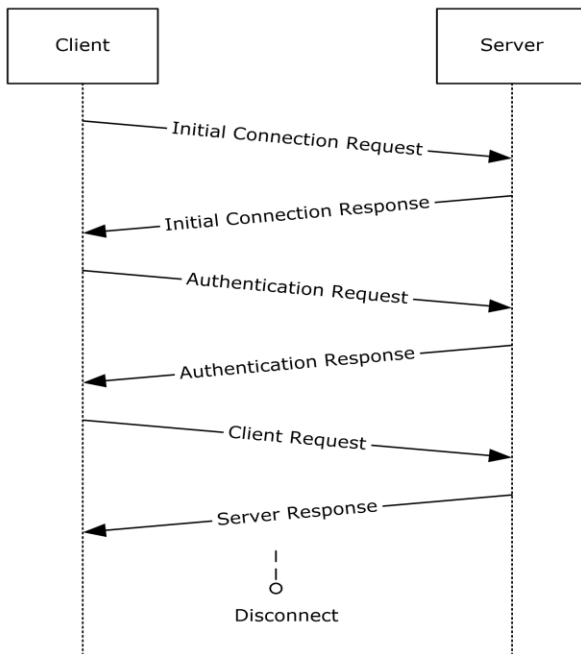 Client
Server
Initial Connection Request
Initial Connection Response
Authentication Request
Authentication Response
Client Request
Server Response
Disconnect